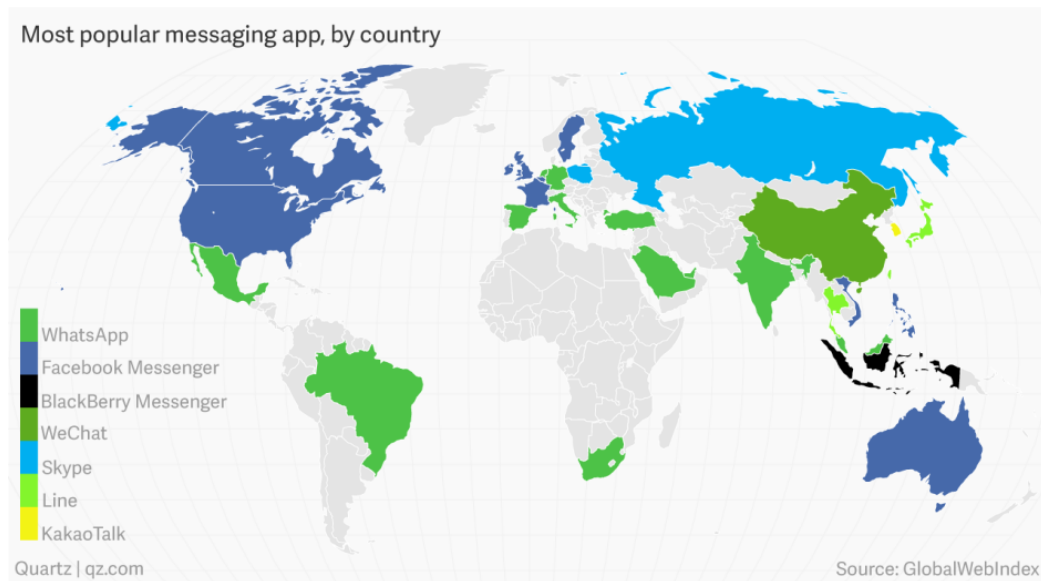 Most popular messaging app, by country
WhatsApp
Facebook Messenger
BlackBerry Messenger
WeChat
Skype
Line
KakaoTalk
Quartz | qz.com
Source: GlobalWebIndex